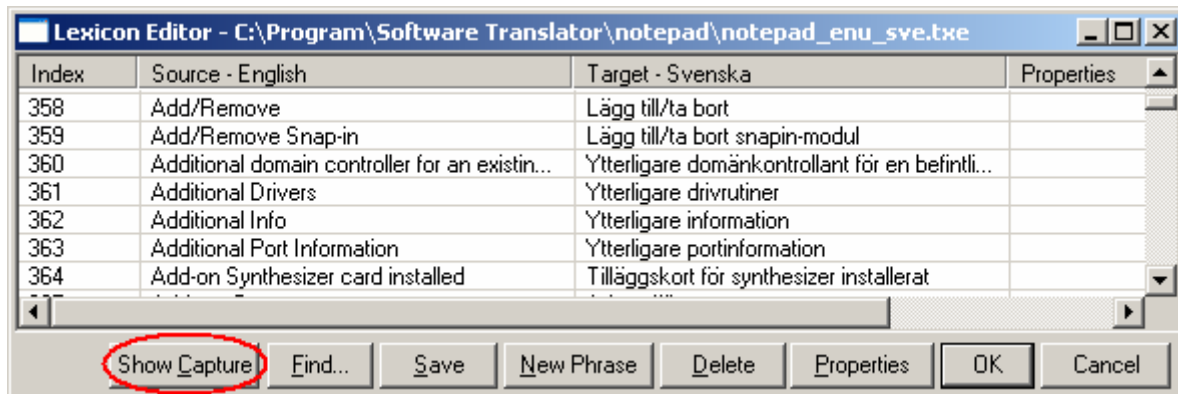 Lexicon Editor - C:\Program\Software Translator\notepad\notepad_enu_sve.txe
Index Source - English Target - Svenska Properties
358 Add/Remove Lägg till/ta bort
359 Add/Remove Snap-in Lägg till/ta bort snapin-modul
360 Additional domain controller for an existin... Ytterligare domänkontrollant för en befintli...
361 Additional Drivers Ytterligare drivrutiner
362 Additional Info Ytterligare information
363 Additional Port Information Ytterligare portinformation
364 Add-on Synthesizer card installed Tilläggskort för synthesizer installerat
Show Capture Find... Save New Phrase Delete Properties OK Cancel